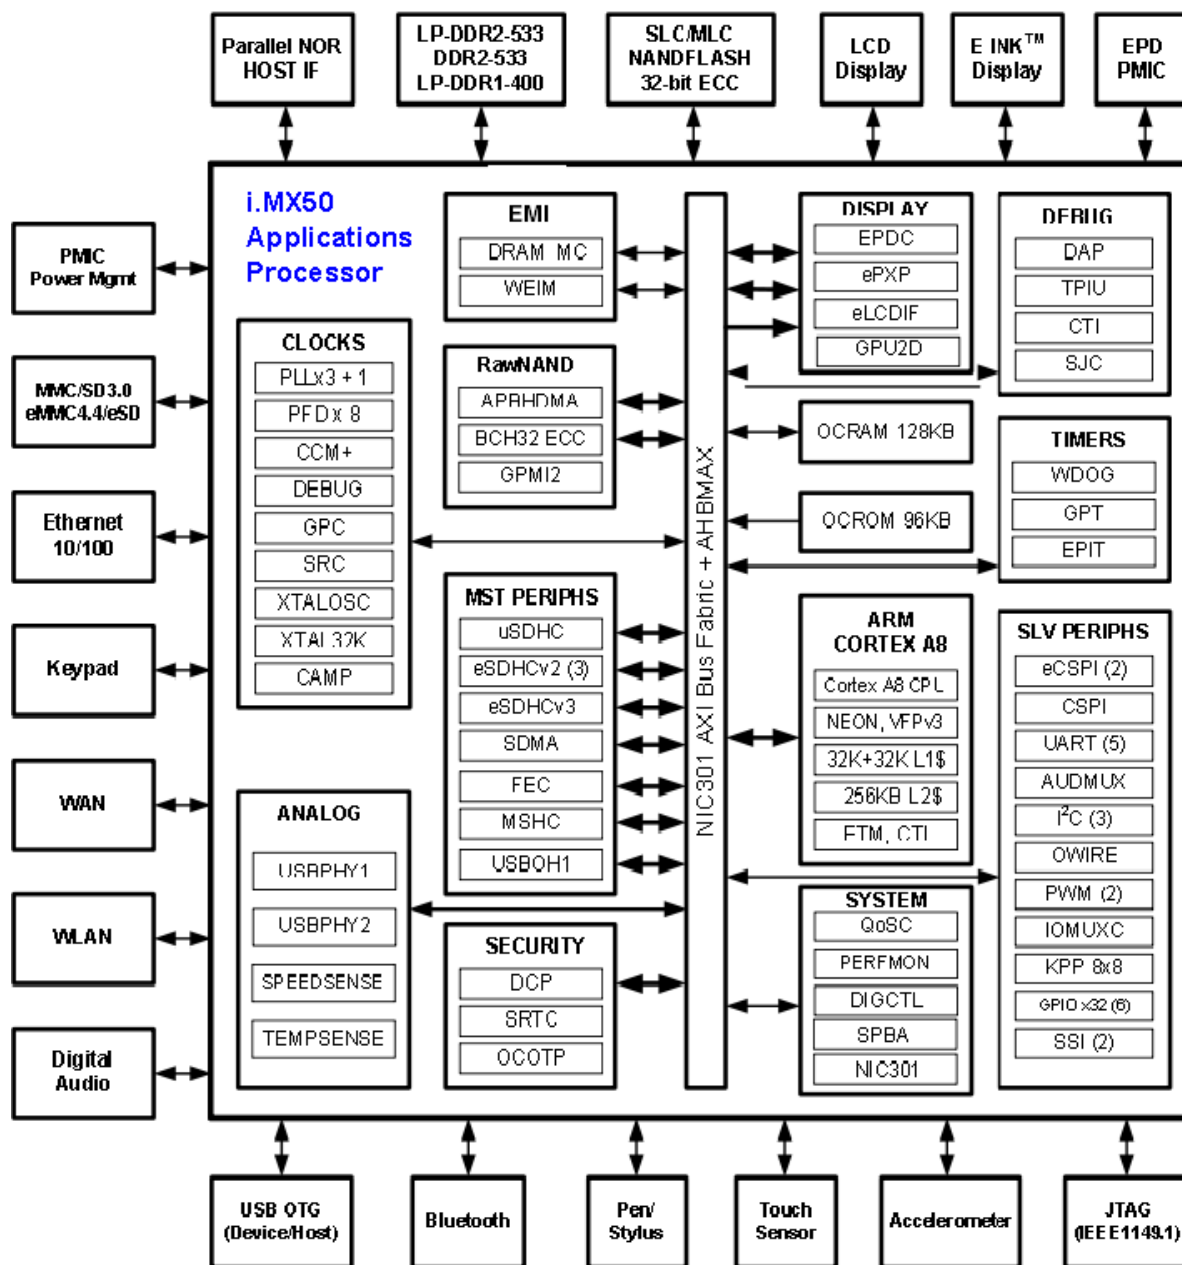 Parallel NOR
HOST IF
LP-DDR2-533
DDR2-533
LP-DDR1-400
SLC/MLC
NANDFLASH
32-bit ECC
LCD
Display
E INK™
Display
EPD
PMIC
PMIC
Power Mgmt
MMC/SD3.0
eMMC4.4/eSD
Ethernet
10/100
Keypad
WAN
WLAN
Digital
Audio
i.MX50
Applications
Processor
CLOCKS
PLLx3 + 1
PFD x 8
CCM+
DEBUG
GPC
SRC
XTALOSC
XTAL32K
CAMP
ANALOG
USBPHY1
USBPHY2
SPEEDSENSE
TEMPSENSE
EMI
DRAM MC
WEIM
RawNAND
APBHDMA
BCH32 ECC
GPMI2
MST PERIPHS
uSDHC
eSDHCv2 (3)
eSDHCv3
SDMA
FEC
MSHC
USBOH1
SECURITY
DCP
SRTC
OCOTP
NIC301 AXI Bus Fabric + AHBMAX
DISPLAY
EPDC
ePXP
eLCDIF
GPU2D
OCRAM 128KB
OCROM 96KB
ARM
CORTEX A8
Cortex A8 CPU
NEON, VFPv3
32K+32K L1$
256KB L2$
ETM, CTI
SYSTEM
QoSC
PERFMON
DIGCTL
SPBA
NIC301
DEBUG
DAP
TPIU
CTI
SJC
TIMERS
WDOG
GPT
EPIT
SLV PERIPHS
eCSPI (2)
CSPI
UART (5)
AUDMUX
I²C (3)
OWIRE
PWM (2)
IOMUXC
KPP 8x8
GPIO x32 (6)
SSI (2)
USB OTG
(Device/Host)
Bluetooth
Pen/
Stylus
Touch
Sensor
Accelerometer
JTAG
(IEEE1149.1)